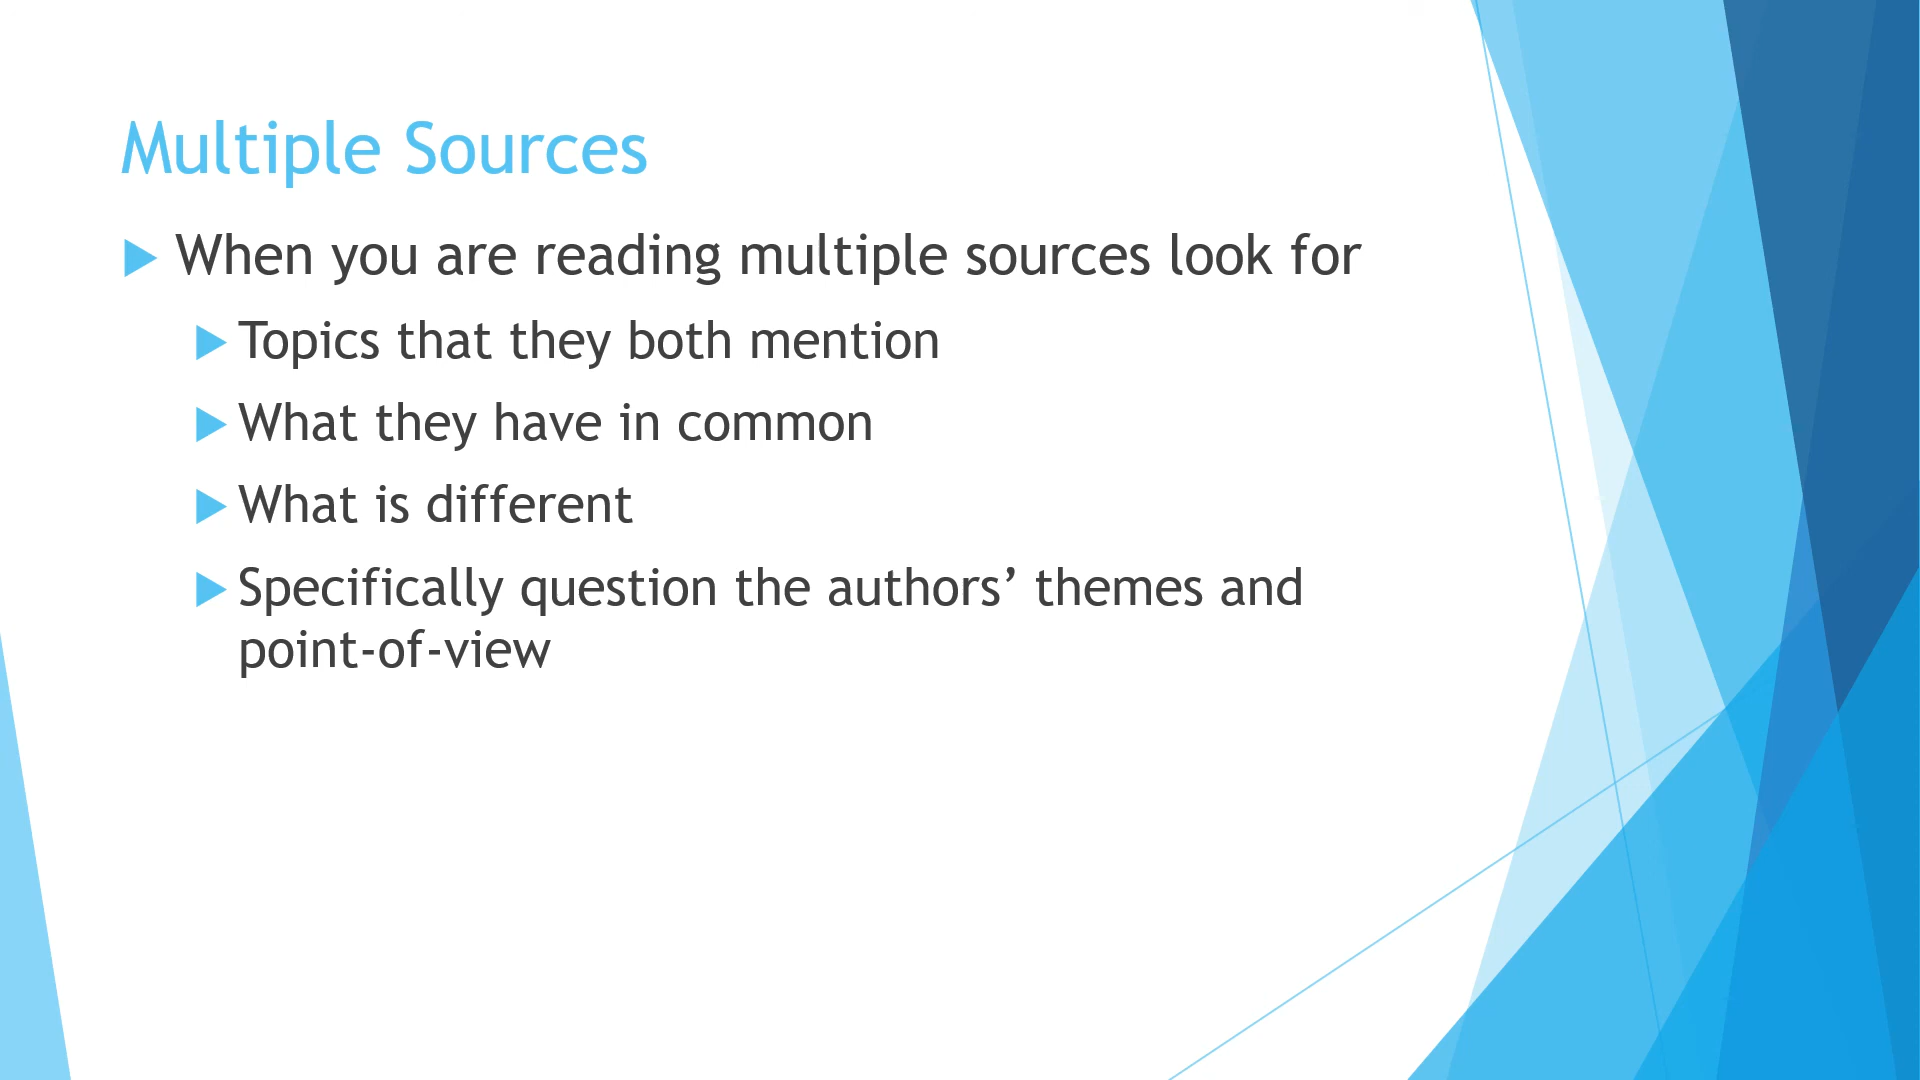 Multiple Sources
When you are reading multiple sources look for
Topics that they both mention
What they have in common
What is different
Specifically question the authors’ themes and
point-of-view